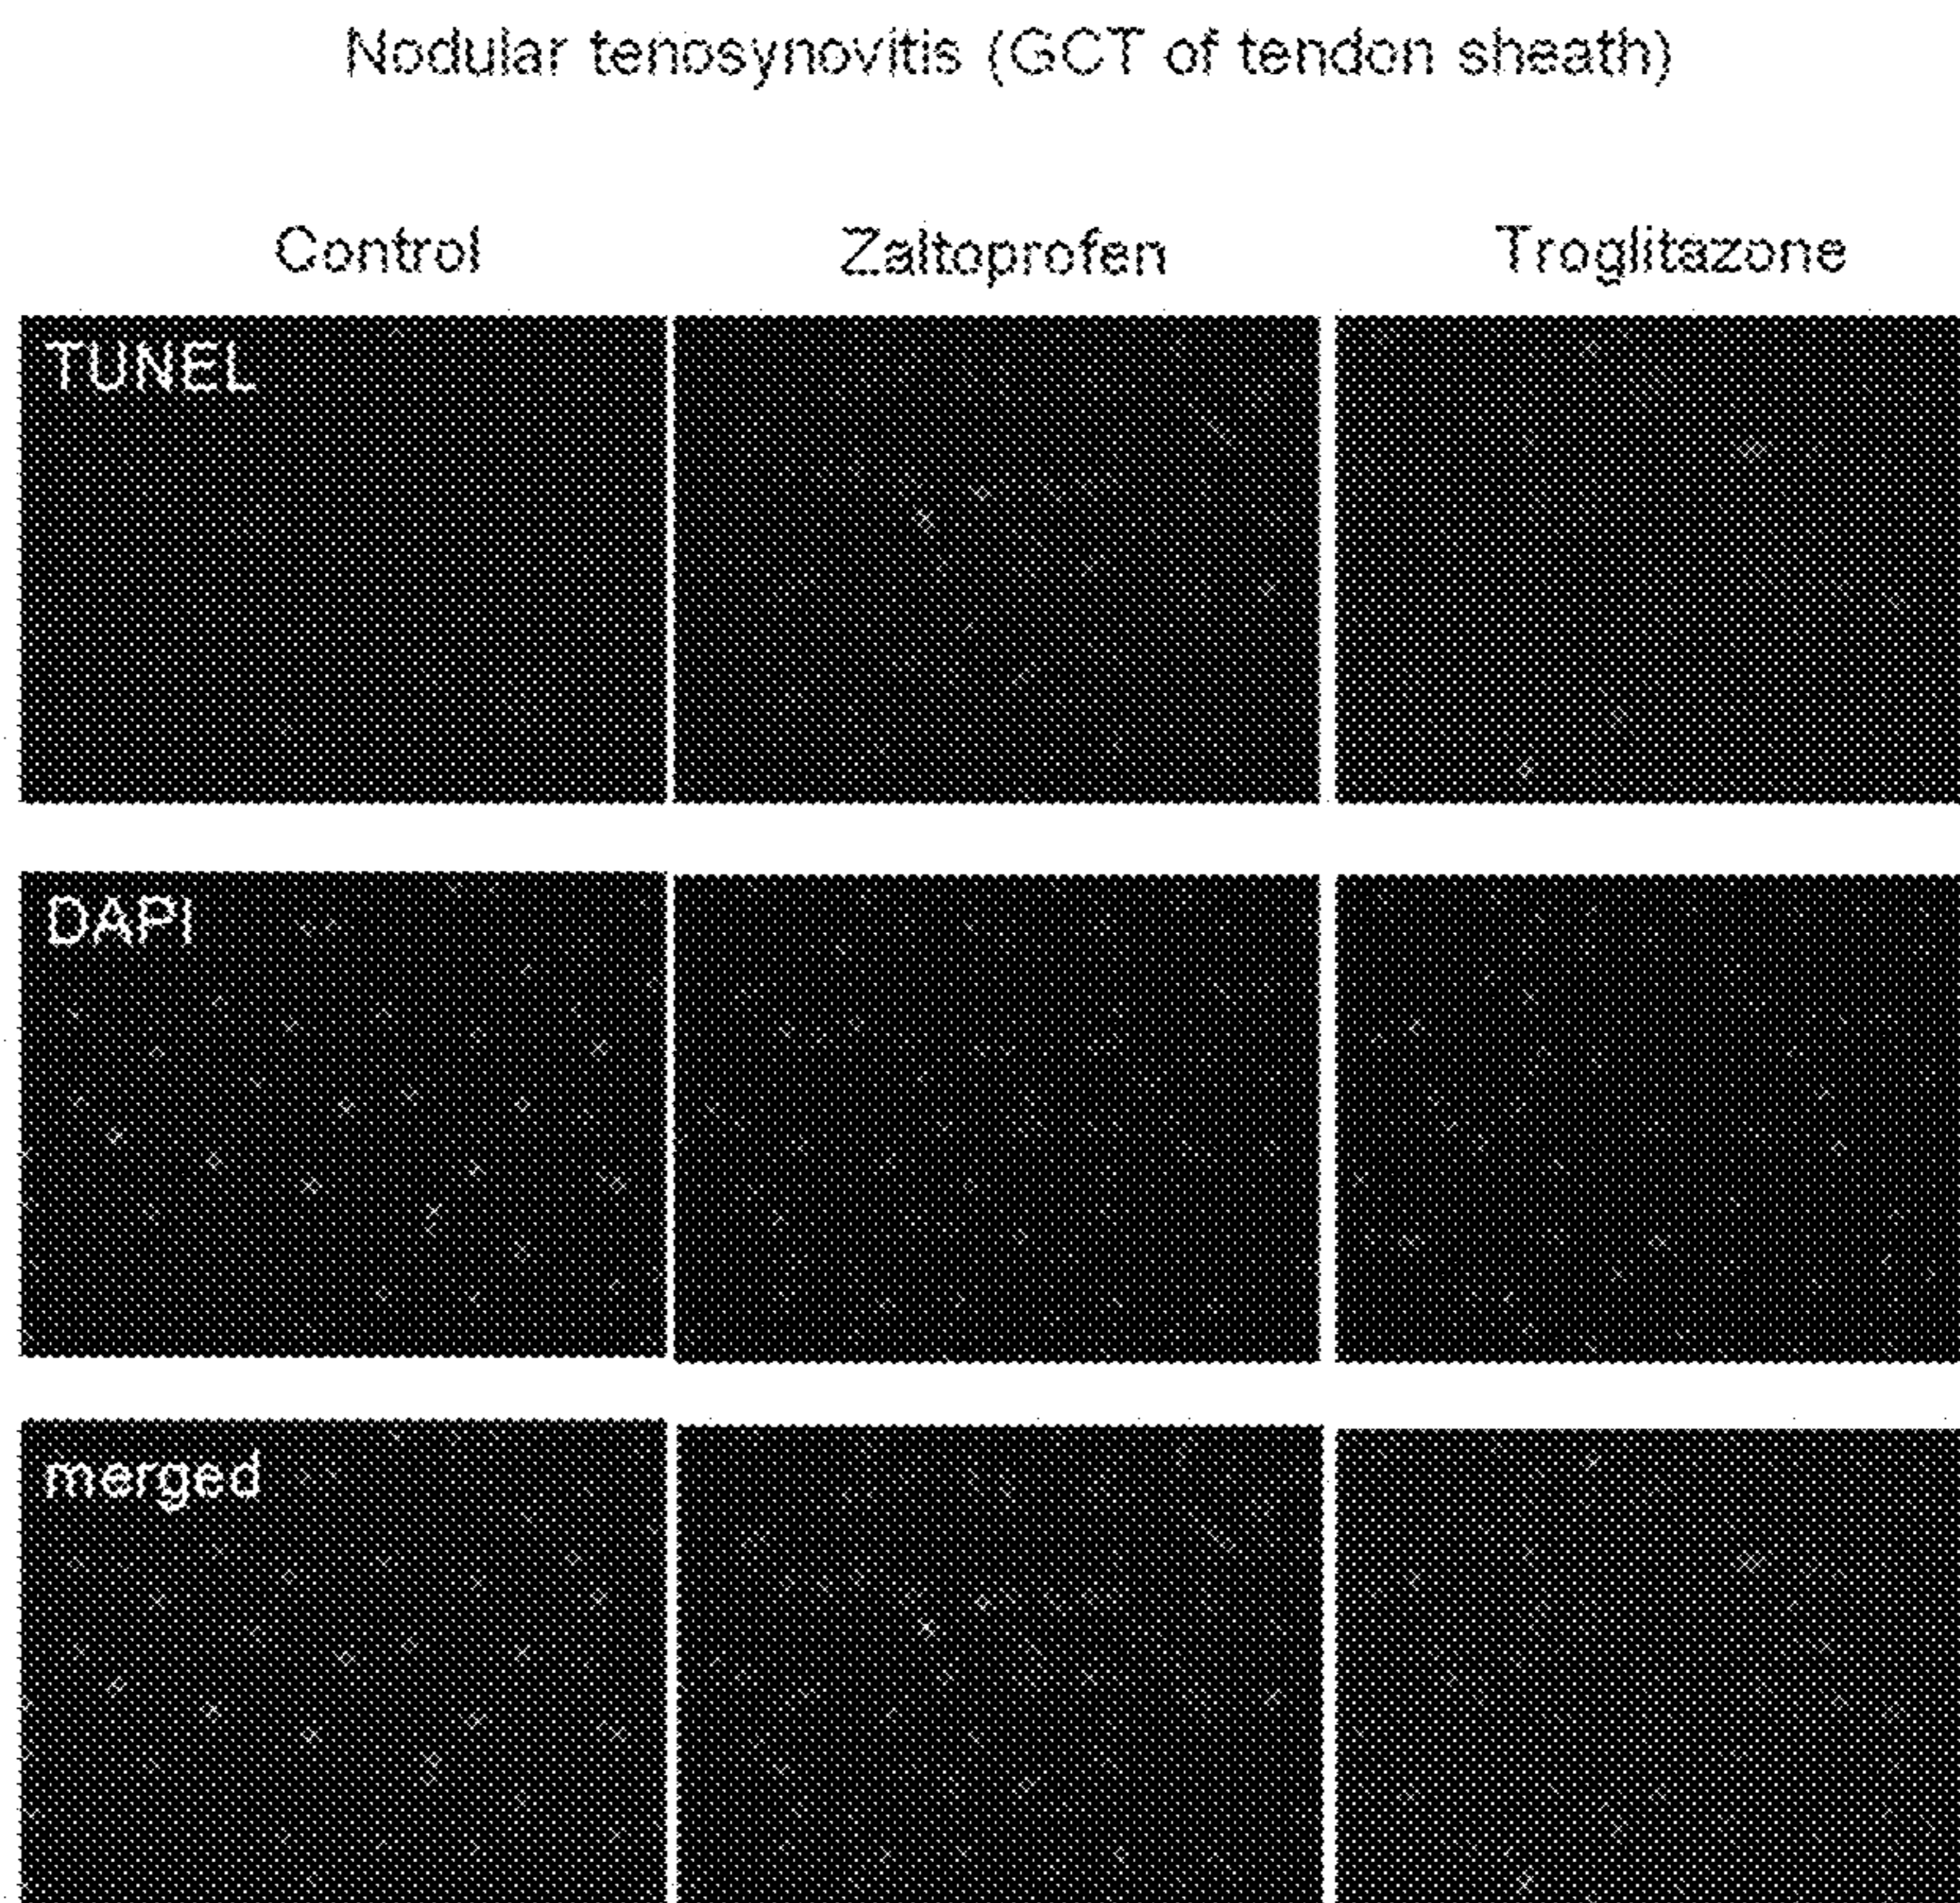 Nodular tenosynovitis (GCT of tendon sheath)
Control Zaltoprofen Troglitazone
TUNEL
DAPI
merged